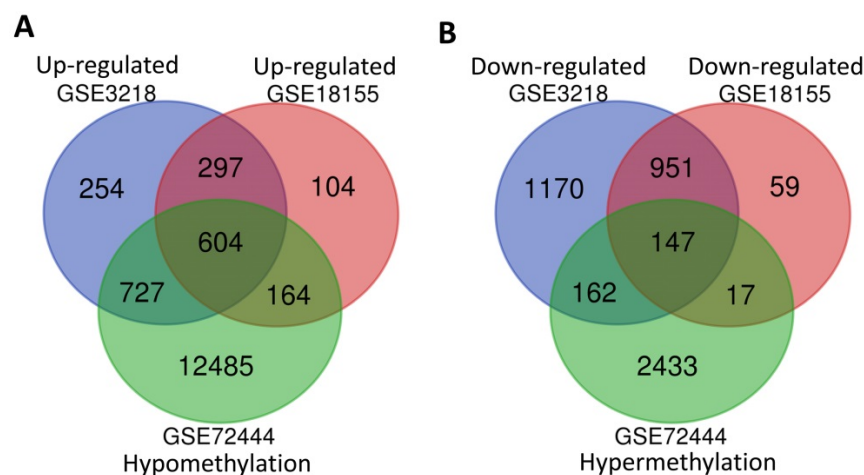 A
Up-regulated
GSE3218
Up-regulated
GSE18155
254
297
104
604
727
164
12485
GSE72444
Hypomethylation
B
Down-regulated
GSE3218
Down-regulated
GSE18155
1170
951
59
147
162
17
2433
GSE72444
Hypermethylation